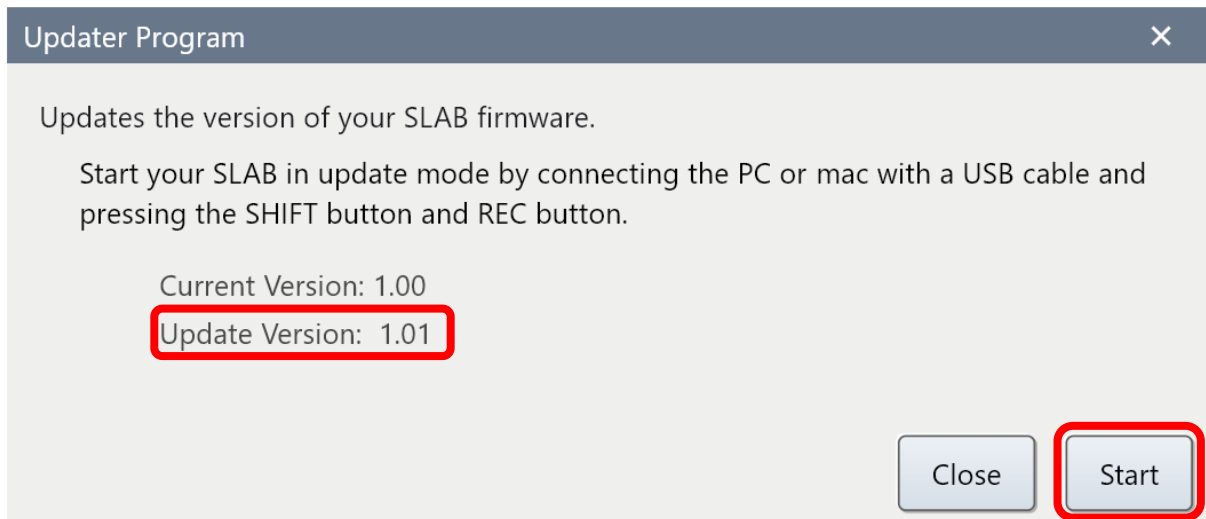 Updater Program
Updates the version of your SLAB firmware.
Start your SLAB in update mode by connecting the PC or mac with a USB cable and
pressing the SHIFT button and REC button.
Current Version: 1.00
Update Version: 1.01
Close
Start